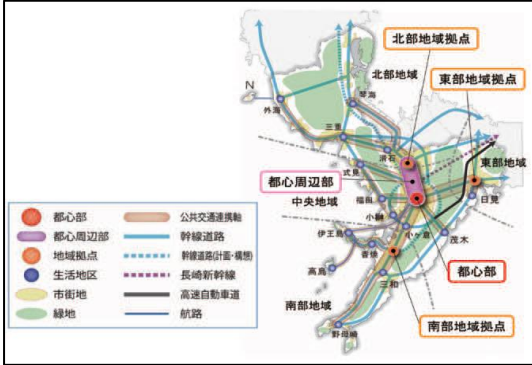 北部地域拠点
北部地域
東部地域拠点
N
琴海
外海
三重
滑石
式見
東部地域
都心周辺部
中央地域
福田
日見
小榊
小ヶ倉
伊王島
香焼
茂木
高島
都心部
三和
南部地域
南部地域拠点
野母崎
都心部
都心周辺部
地域拠点
生活地区
市街地
緑地
公共交通連携軸
幹線道路
幹線道路(計画・構想)
長崎新幹線
高速自動車道
航路